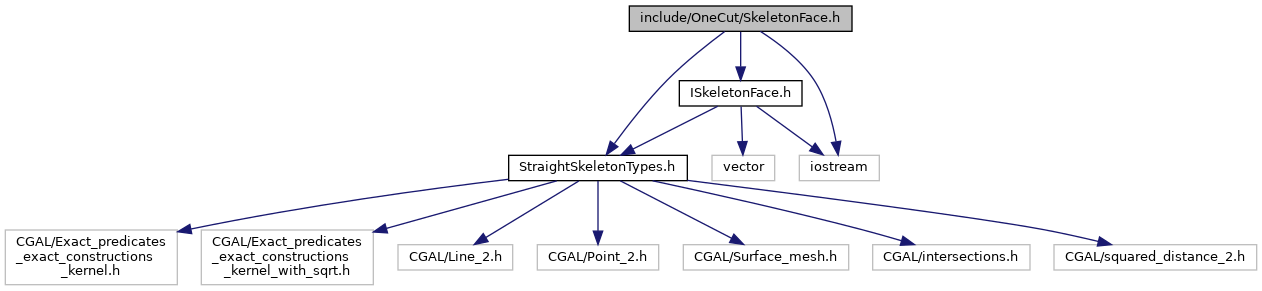 include/OneCut/SkeletonFace.h
ISkeletonFace.h
StraightSkeletonTypes.h
vector
iostream
CGAL/Exact_predicates
_exact_constructions
_kernel.h
CGAL/Exact_predicates
_exact_constructions
_kernel_with_sqrt.h
CGAL/Line_2.h
CGAL/Point_2.h
CGAL/Surface_mesh.h
CGAL/intersections.h
CGAL/squared_distance_2.h